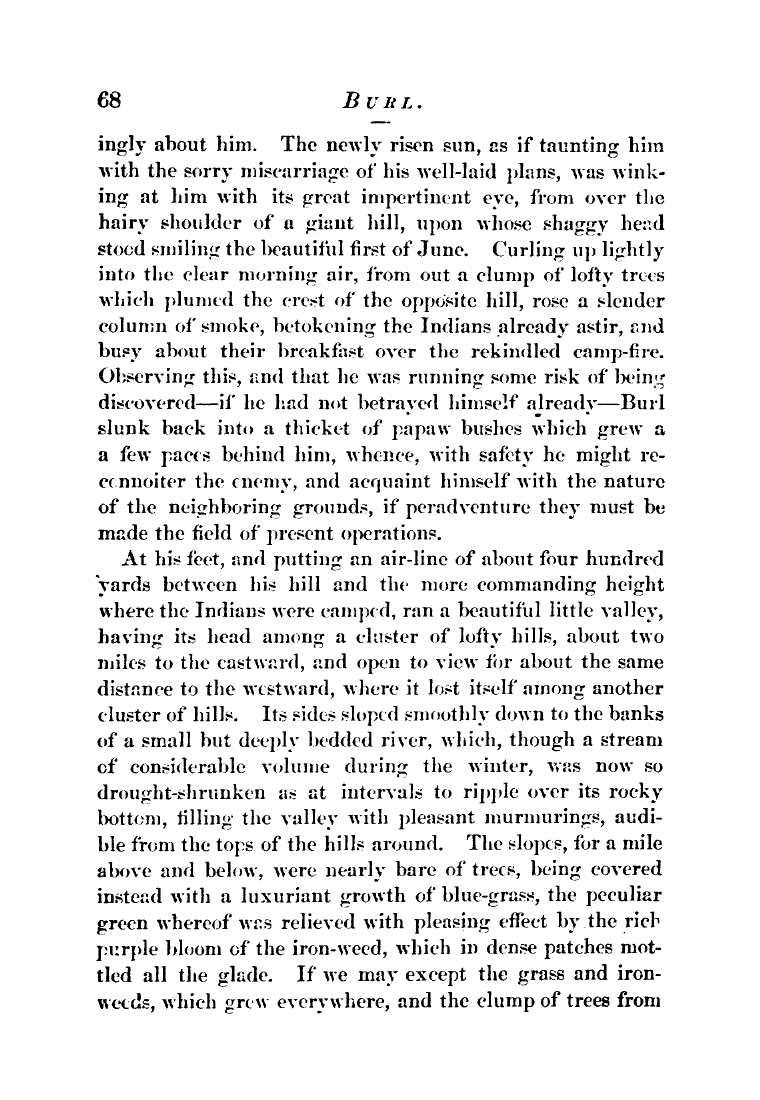 68 BURL.
ingly about him. The newly risen sun, as if taunting him
with the sorry miscarriage of his well-laid plans, was wink-
ing at him with its great impertinent eye, from over the
hairy shoulder of a giant hill, upon whose shaggy head
stood smiling the beautiful first of June. Curling up lightly
into the clear morning air, from out a clump of lofty trees
which plumed the crest of the opposite hill, rose a slender
column of smoke, betokening the Indians already astir, and
busy about their breakfast over the rekindled camp-fire.
Observing this, and that he was running some risk of being
discovered—if he had not betrayed himself already—Burl
slunk back into a thicket of papaw bushes which grew a
a few paces behind him, whence, with safety he might re-
connoiter the enemy, and acquaint himself with the nature
of the neighboring grounds, if peradventure they must be
made the field of present operations.
At his feet, and putting an air-line of about four hundred
yards between his hill and the more commanding height
where the Indians were camped, ran a beautiful little valley,
having its head among a cluster of lofty hills, about two
miles to the eastward, and open to view for about the same
distance to the westward, where it lost itself among another
cluster of hills. Its sides sloped smoothly down to the banks
of a small but deeply bedded river, which, though a stream
of considerable volume during the winter, was now so
drought-shrunken as at intervals to ripple over its rocky
bottom, filling the valley with pleasant murmurings, audi-
ble from the tops of the hills around. The slopes, for a mile
above and below, were nearly bare of trees, being covered
instead with a luxuriant growth of blue-grass, the peculiar
green whereof was relieved with pleasing effect by the rich
purple bloom of the iron-weed, which in dense patches mot-
tled all the glade. If we may except the grass and iron-
weeds, which grew everywhere, and the clump of trees from